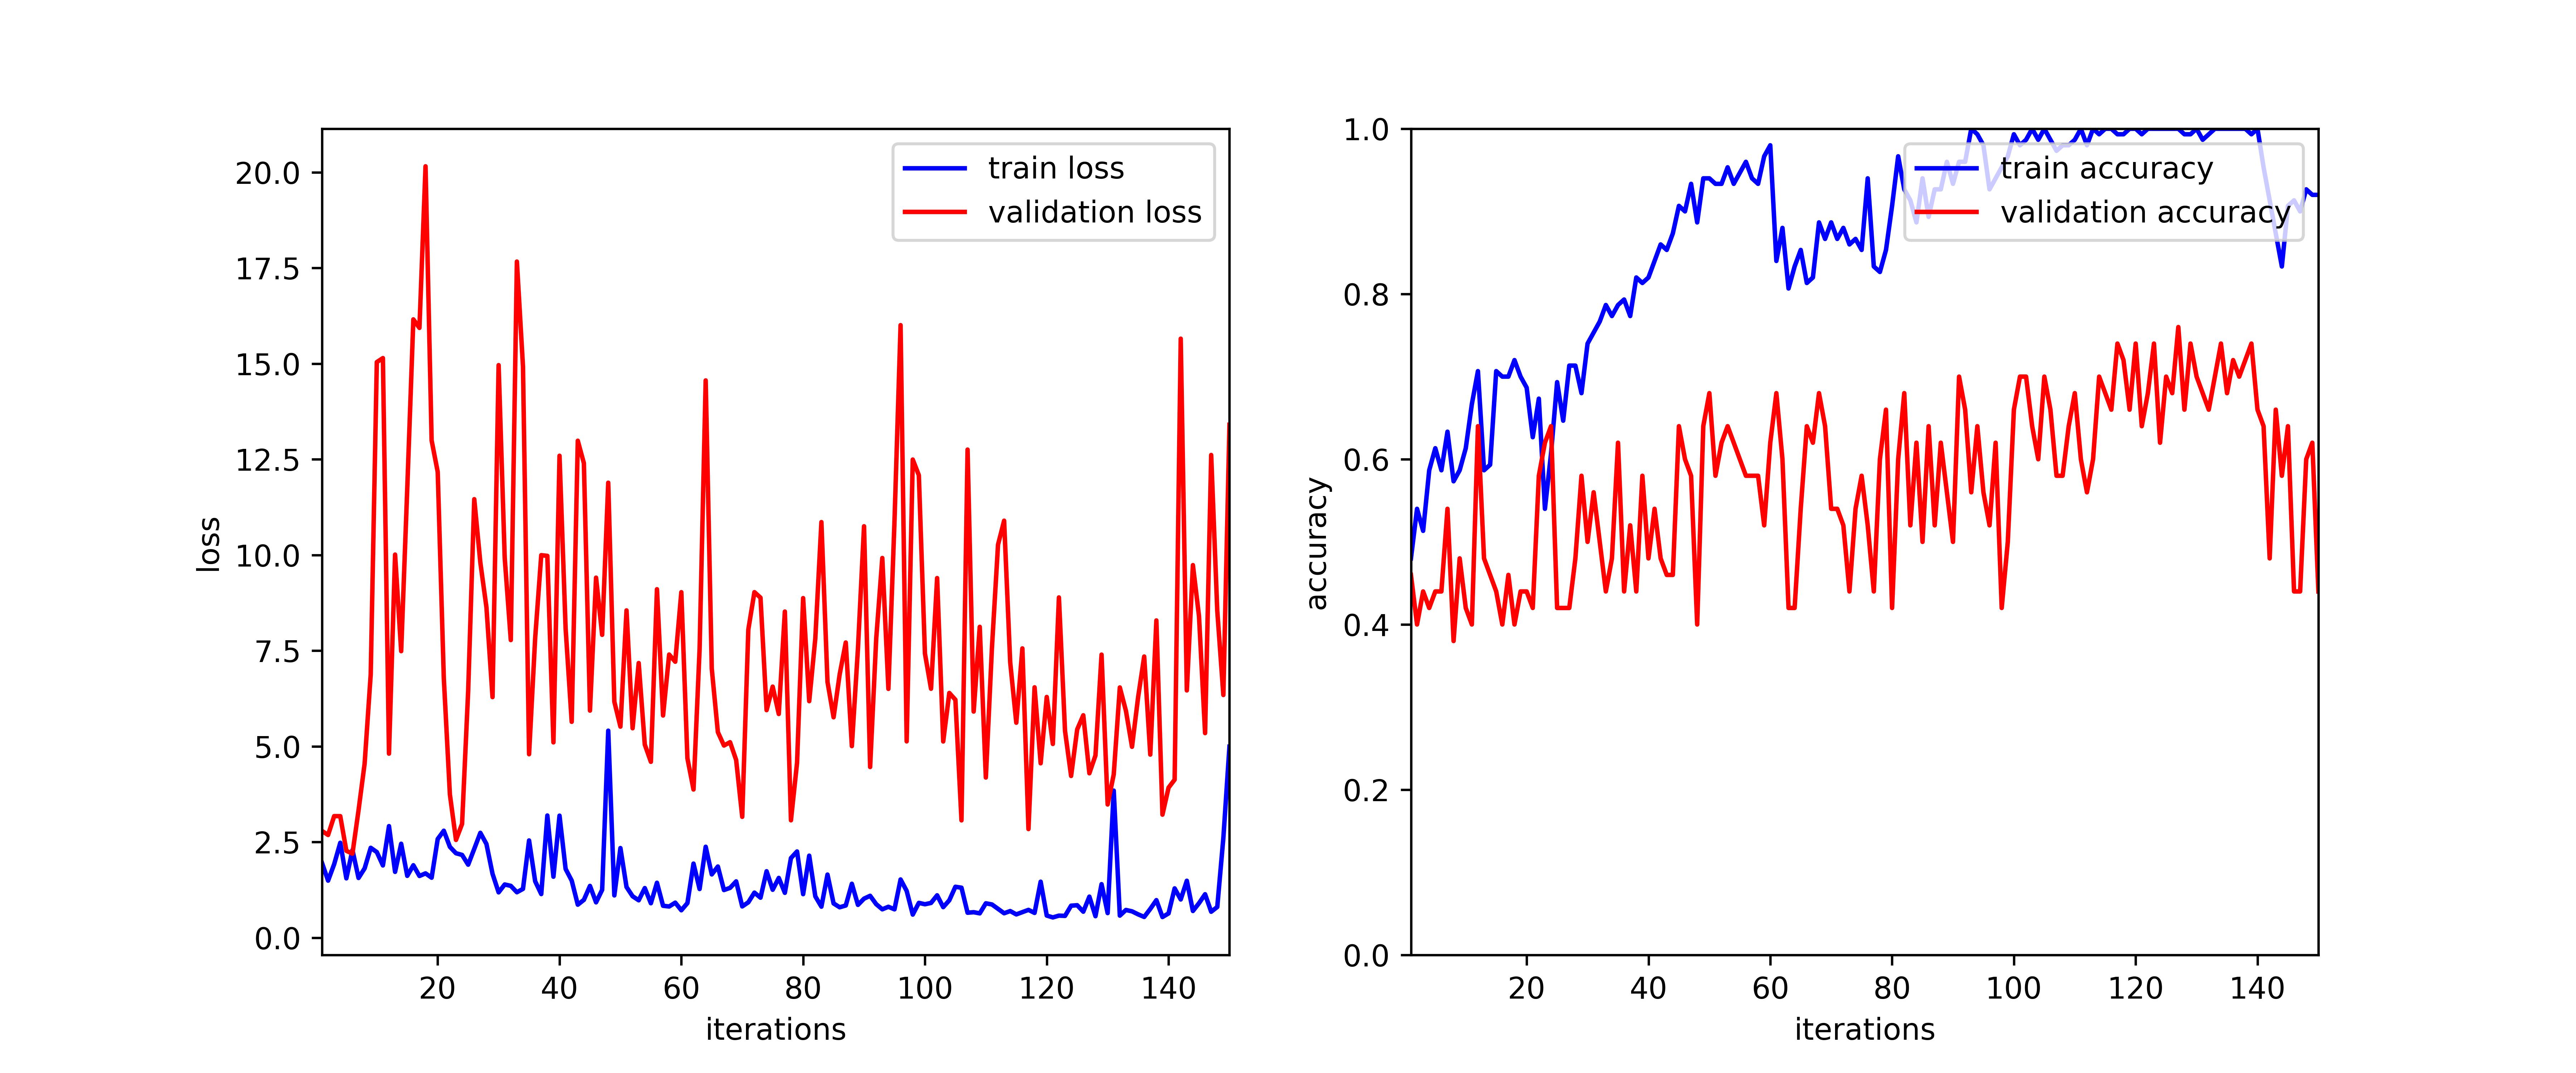 train loss
validation loss
20.0
17.5
15.0
12.5
10.0
7.5
5.0
2.5
0.0
loss
20 40 60 80 100 120 140
iterations
train accuracy
validation accuracy
1.0
0.8
0.6
0.4
0.2
0.0
accuracy
20 40 60 80 100 120 140
iterations